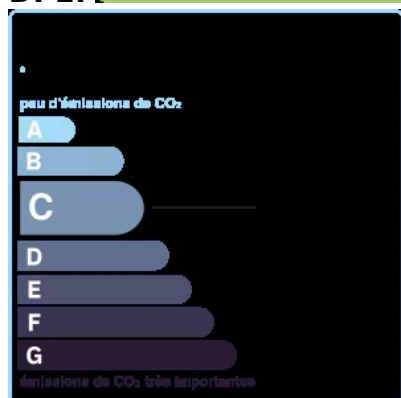 peu d'émissions de CO₂
A
B
C
D
E
F
G
émissions de CO₂ très importantes